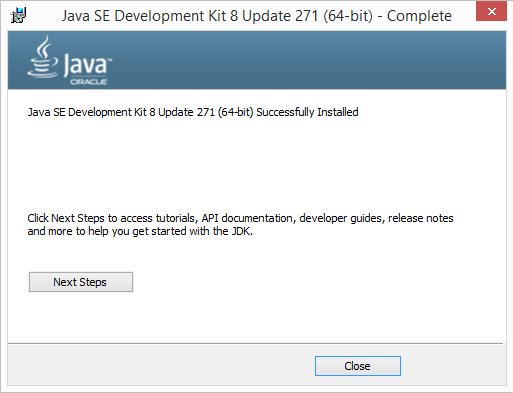 Java SE Development Kit 8 Update 271 (64-bit) - Complete
Java™
ORACLE
Java SE Development Kit 8 Update 271 (64-bit) Successfully Installed
Click Next Steps to access tutorials, API documentation, developer guides, release notes
and more to help you get started with the JDK.
Next Steps
Close